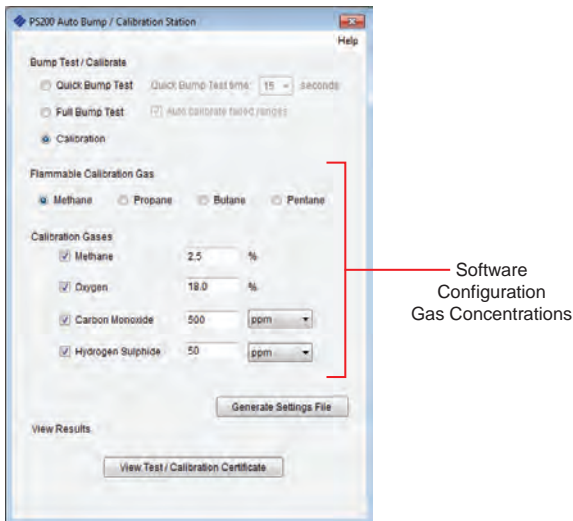 PS200 Auto Bump / Calibration Station
Help
Bump Test / Calibrate
Quick Bump Test Quick Bump Test time: 15 seconds
Full Bump Test Auto calibrate failed ranges
Calibration
Flammable Calibration Gas
Methane Propane Butane Pentane
Calibration Gases
Methane 2.5 %
Oxygen 18.0 %
Carbon Monoxide 500 ppm
Hydrogen Sulphide 50 ppm
Software
Configuration
Gas Concentrations
Generate Settings File
View Results
View Test / Calibration Certificate